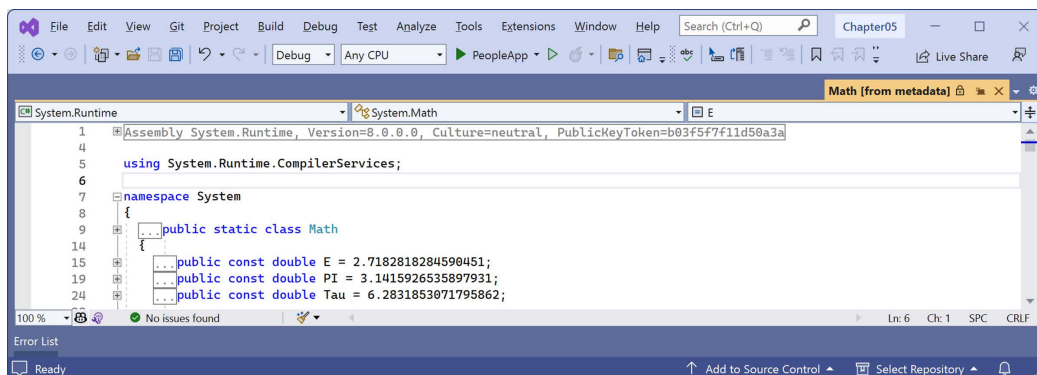 File Edit View Git Project Build Debug Test Analyze Tools Extensions Window Help Search (Ctrl+Q) Chapter05
Debug Any CPU PeopleApp Live Share
Math [from metadata]
C# System.Runtime System.Math E
1 Assembly System.Runtime, Version=8.0.0.0, Culture=neutral, PublicKeyToken=b03f5f7f11d50a3a
4
5 using System.Runtime.CompilerServices;
6
7 namespace System
8 {
9 ...public static class Math
14 {
15 ...public const double E = 2.7182818284590451;
19 ...public const double PI = 3.1415926535897931;
24 ...public const double Tau = 6.2831853071795862;
100 % No issues found Ln: 6 Ch: 1 SPC CRLF
Error List
Ready Add to Source Control Select Repository